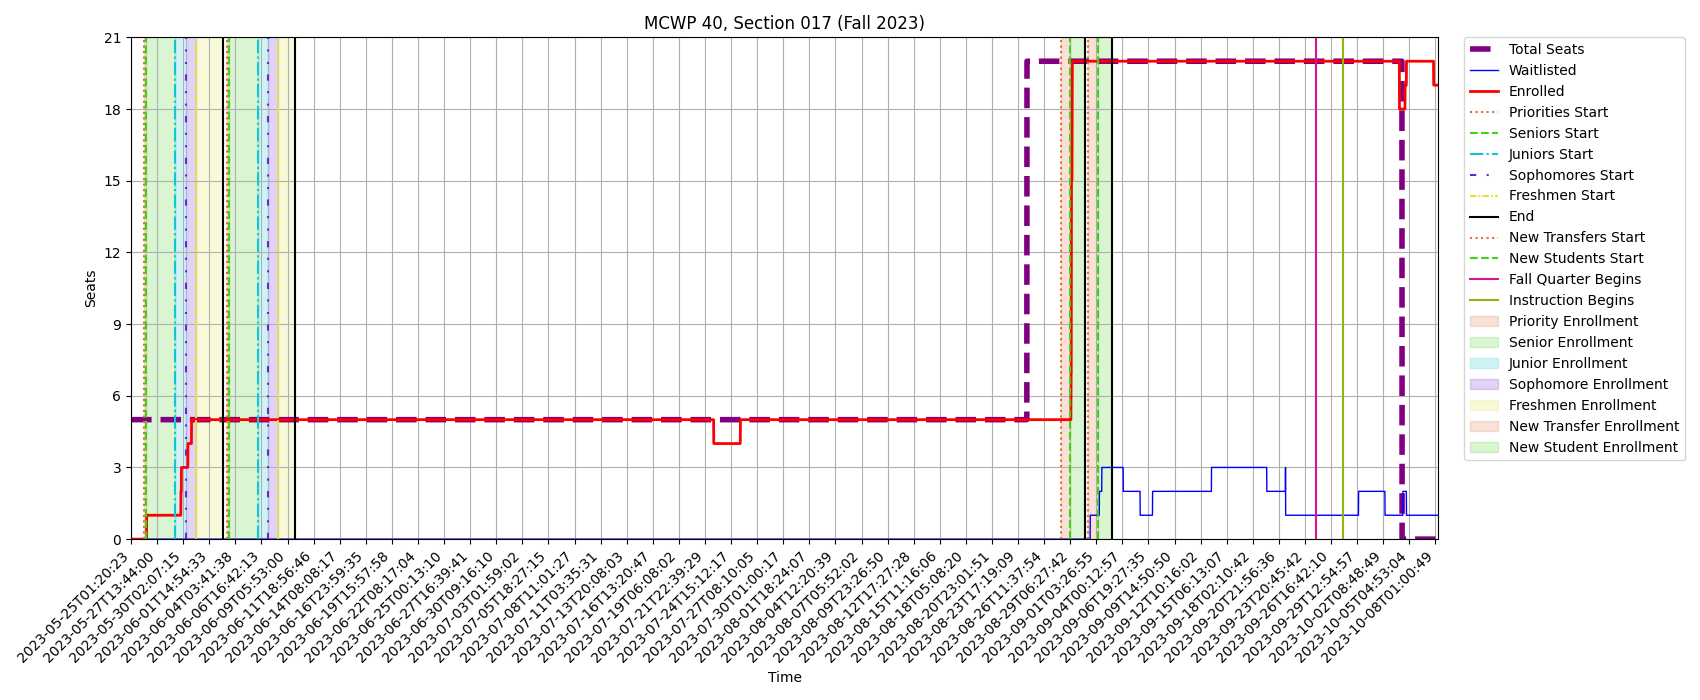 MCWP 40, Section 017 (Fall 2023)
Seats
21
18
15
12
9
6
3
0
2023-05-25T01:20:23
2023-05-27T13:44:00
2023-05-30T02:07:15
2023-06-01T14:54:33
2023-06-04T03:41:38
2023-06-06T16:42:13
2023-06-09T05:53:00
2023-06-11T18:56:46
2023-06-14T08:08:17
2023-06-16T23:59:35
2023-06-19T15:57:58
2023-06-22T08:17:04
2023-06-25T00:13:10
2023-06-27T16:39:41
2023-06-30T09:16:10
2023-07-03T01:59:02
2023-07-05T18:27:15
2023-07-08T11:01:27
2023-07-11T03:35:31
2023-07-13T20:08:03
2023-07-16T13:20:47
2023-07-19T06:08:02
2023-07-21T22:39:29
2023-07-24T15:12:17
2023-07-27T08:10:05
2023-07-30T01:00:17
2023-08-01T18:24:07
2023-08-04T12:20:39
2023-08-07T05:52:02
2023-08-09T23:26:50
2023-08-12T17:27:28
2023-08-15T11:16:06
2023-08-18T05:08:20
2023-08-20T23:01:51
2023-08-23T17:19:09
2023-08-26T11:37:54
2023-08-29T06:27:42
2023-09-01T03:26:55
2023-09-04T00:12:57
2023-09-06T19:27:35
2023-09-09T14:50:50
2023-09-12T10:16:02
2023-09-15T06:13:07
2023-09-18T02:10:42
2023-09-20T21:56:36
2023-09-23T20:45:42
2023-09-26T16:42:10
2023-09-29T12:54:57
2023-10-02T08:48:49
2023-10-05T04:53:04
2023-10-08T01:00:49
Time
Total Seats
Waitlisted
Enrolled
Priorities Start
Seniors Start
Juniors Start
Sophomores Start
Freshmen Start
End
New Transfers Start
New Students Start
Fall Quarter Begins
Instruction Begins
Priority Enrollment
Senior Enrollment
Junior Enrollment
Sophomore Enrollment
Freshmen Enrollment
New Transfer Enrollment
New Student Enrollment